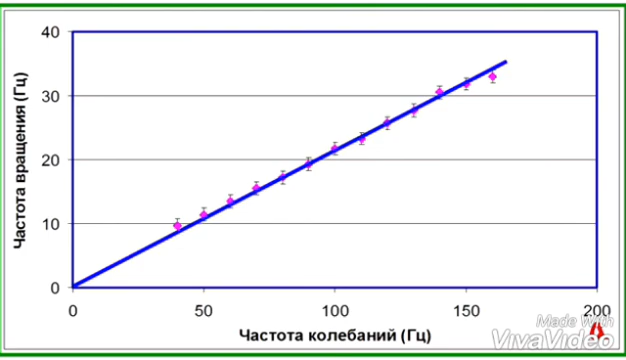 40
30
20
10
0
Частота вращения (Гц)
0 50 100 150 200
Частота колебаний (Гц)
Made With
VivaVideo